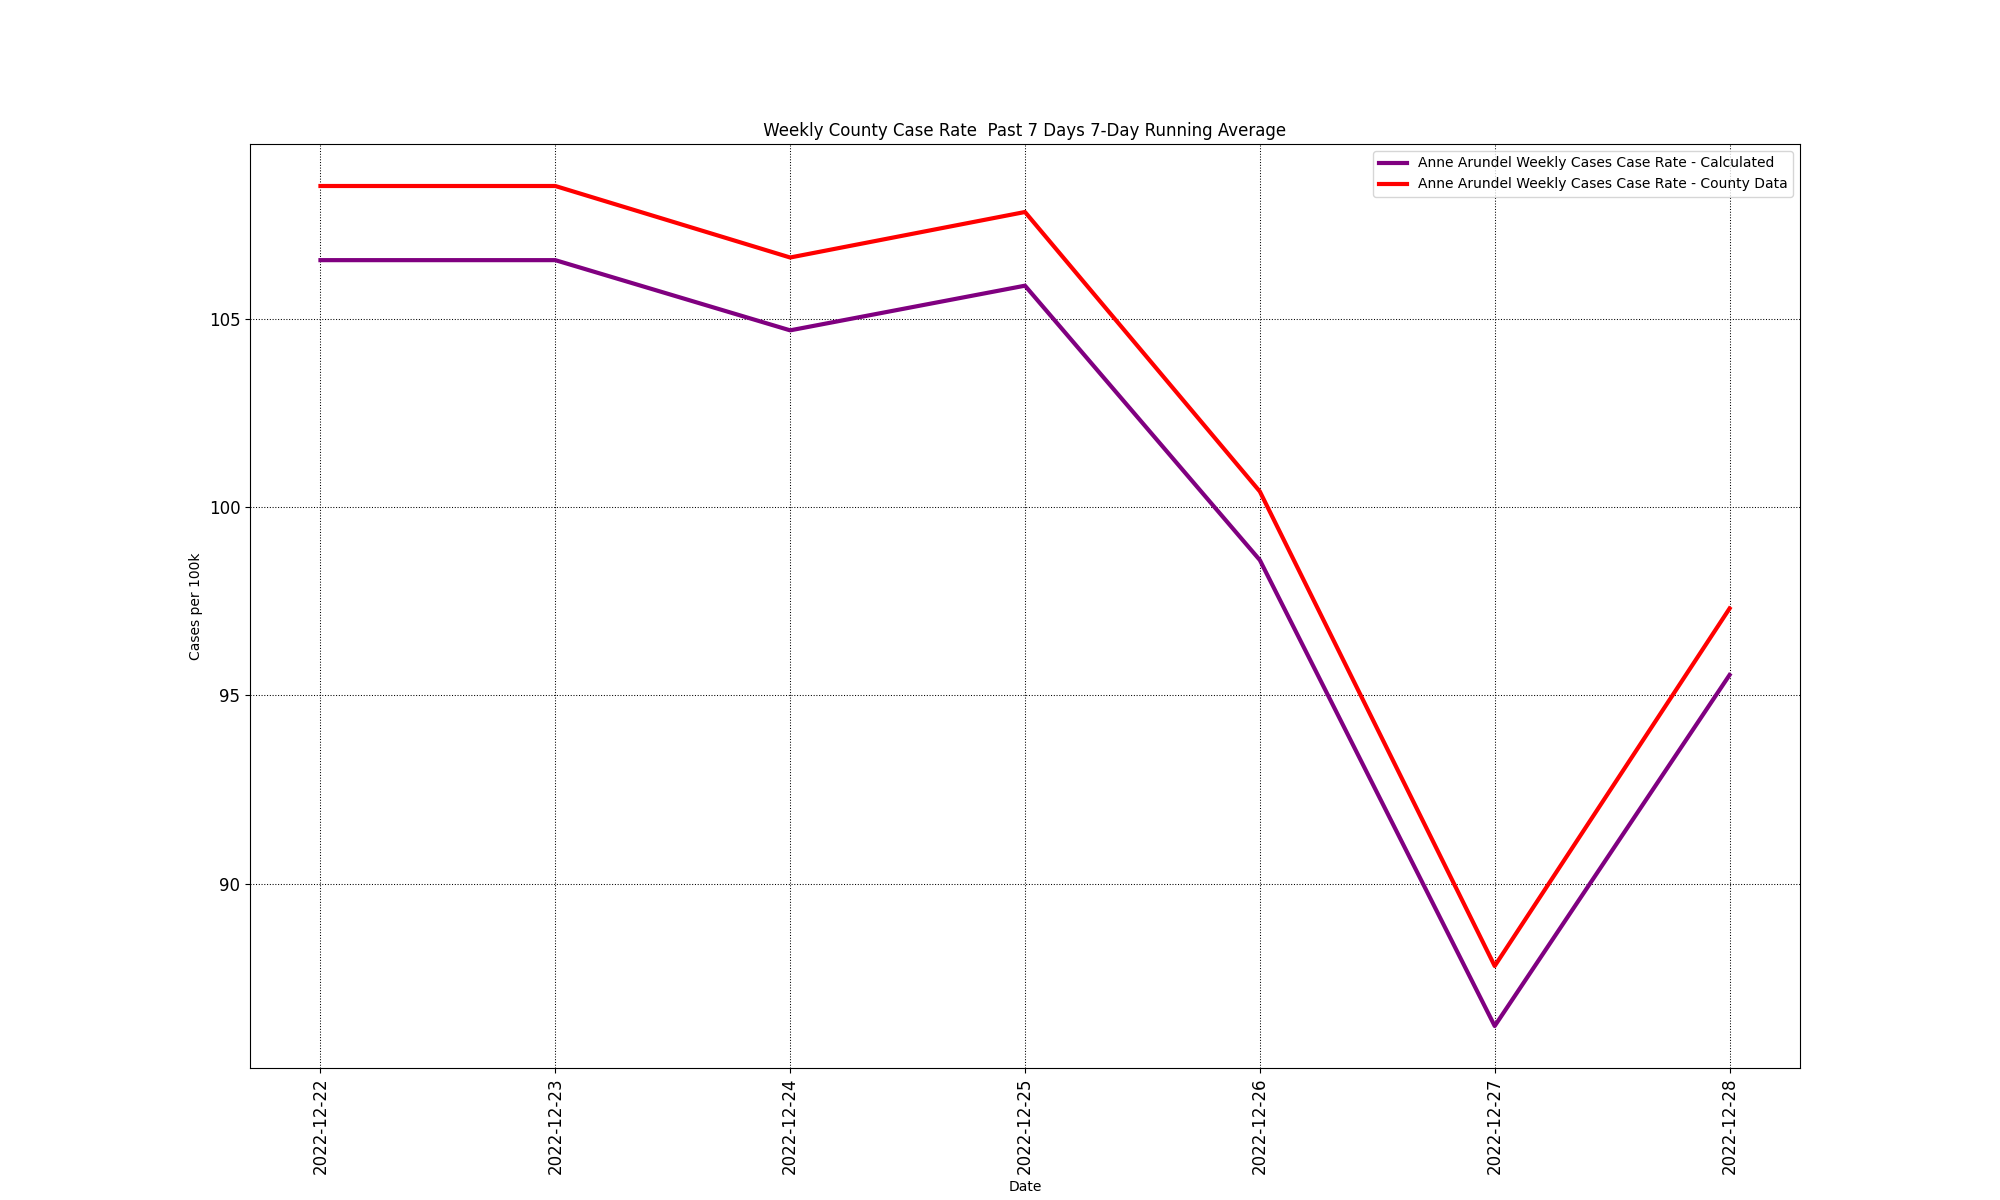 Weekly County Case Rate  Past 7 Days 7-Day Running Average
Anne Arundel Weekly Cases Case Rate - Calculated
Anne Arundel Weekly Cases Case Rate - County Data
105
100
95
90
Cases per 100k
2022-12-22
2022-12-23
2022-12-24
2022-12-25
2022-12-26
2022-12-27
2022-12-28
Date